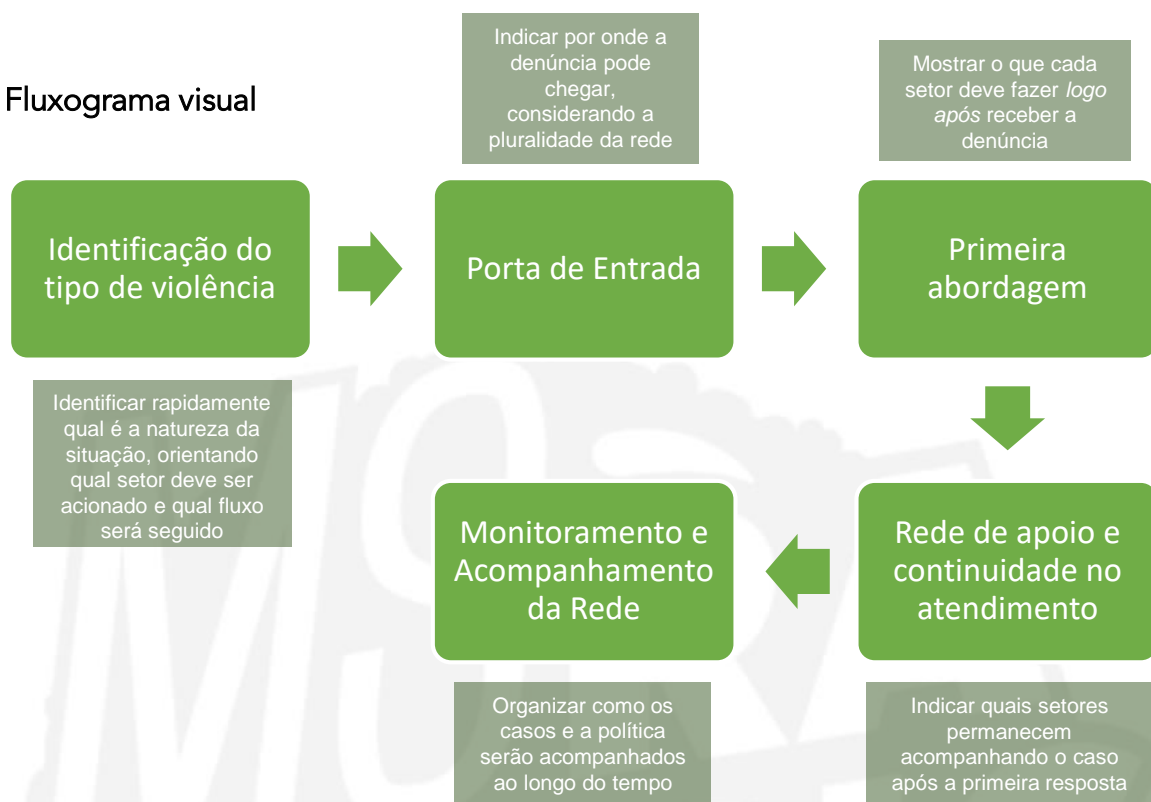 Fluxograma visual
Indicar por onde a
denúncia pode
chegar,
considerando a
pluralidade da rede
Mostrar o que cada
setor deve fazer logo
após receber a
denúncia
Identificação do
tipo de violência
Porta de Entrada
Primeira
abordagem
Identificar rapidamente
qual é a natureza da
situação, orientando
qual setor deve ser
acionado e qual fluxo
será seguido
Rede de apoio e
continuidade no
atendimento
Indicar quais setores
permanecem
acompanhando o caso
após a primeira resposta
Monitoramento e
Acompanhamento
da Rede
Organizar como os
casos e a política
serão acompanhados
ao longo do tempo